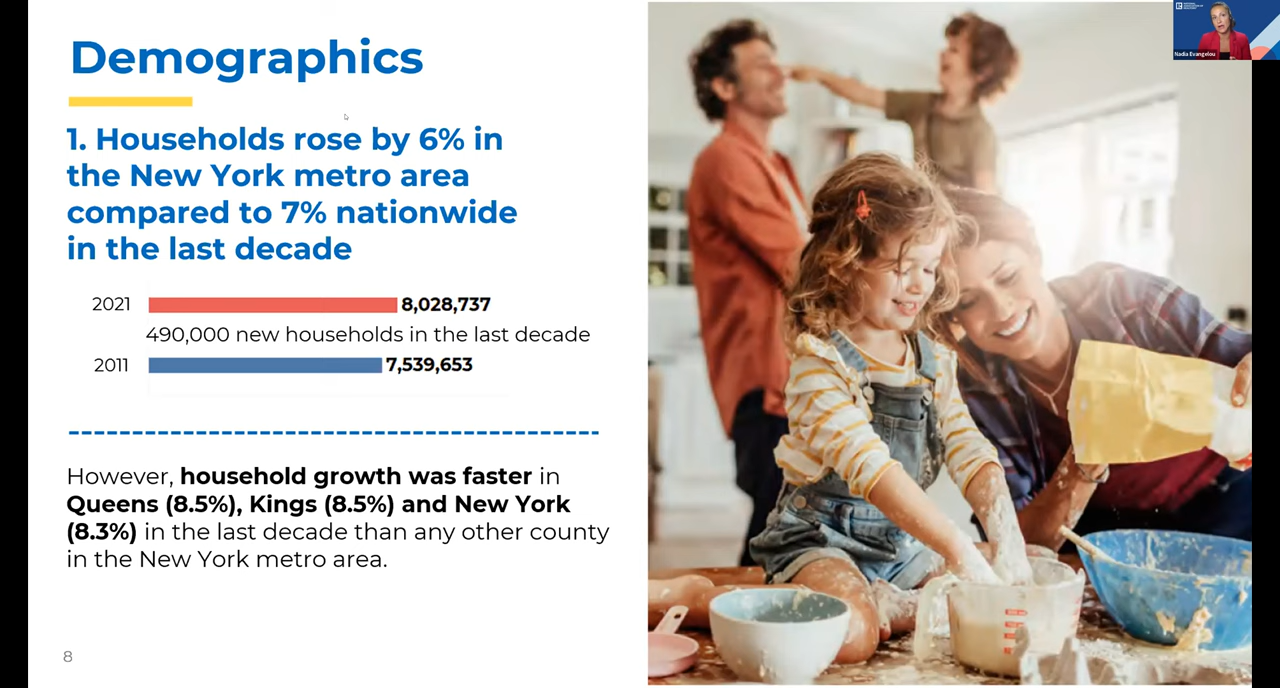 Demographics
1. Households rose by 6% in
the New York metro area
compared to 7% nationwide
in the last decade
2021 8,028,737
490,000 new households in the last decade
2011 7,539,653
However, household growth was faster in
Queens (8.5%), Kings (8.5%) and New York
(8.3%) in the last decade than any other county
in the New York metro area.
8
Nadia Evangelou